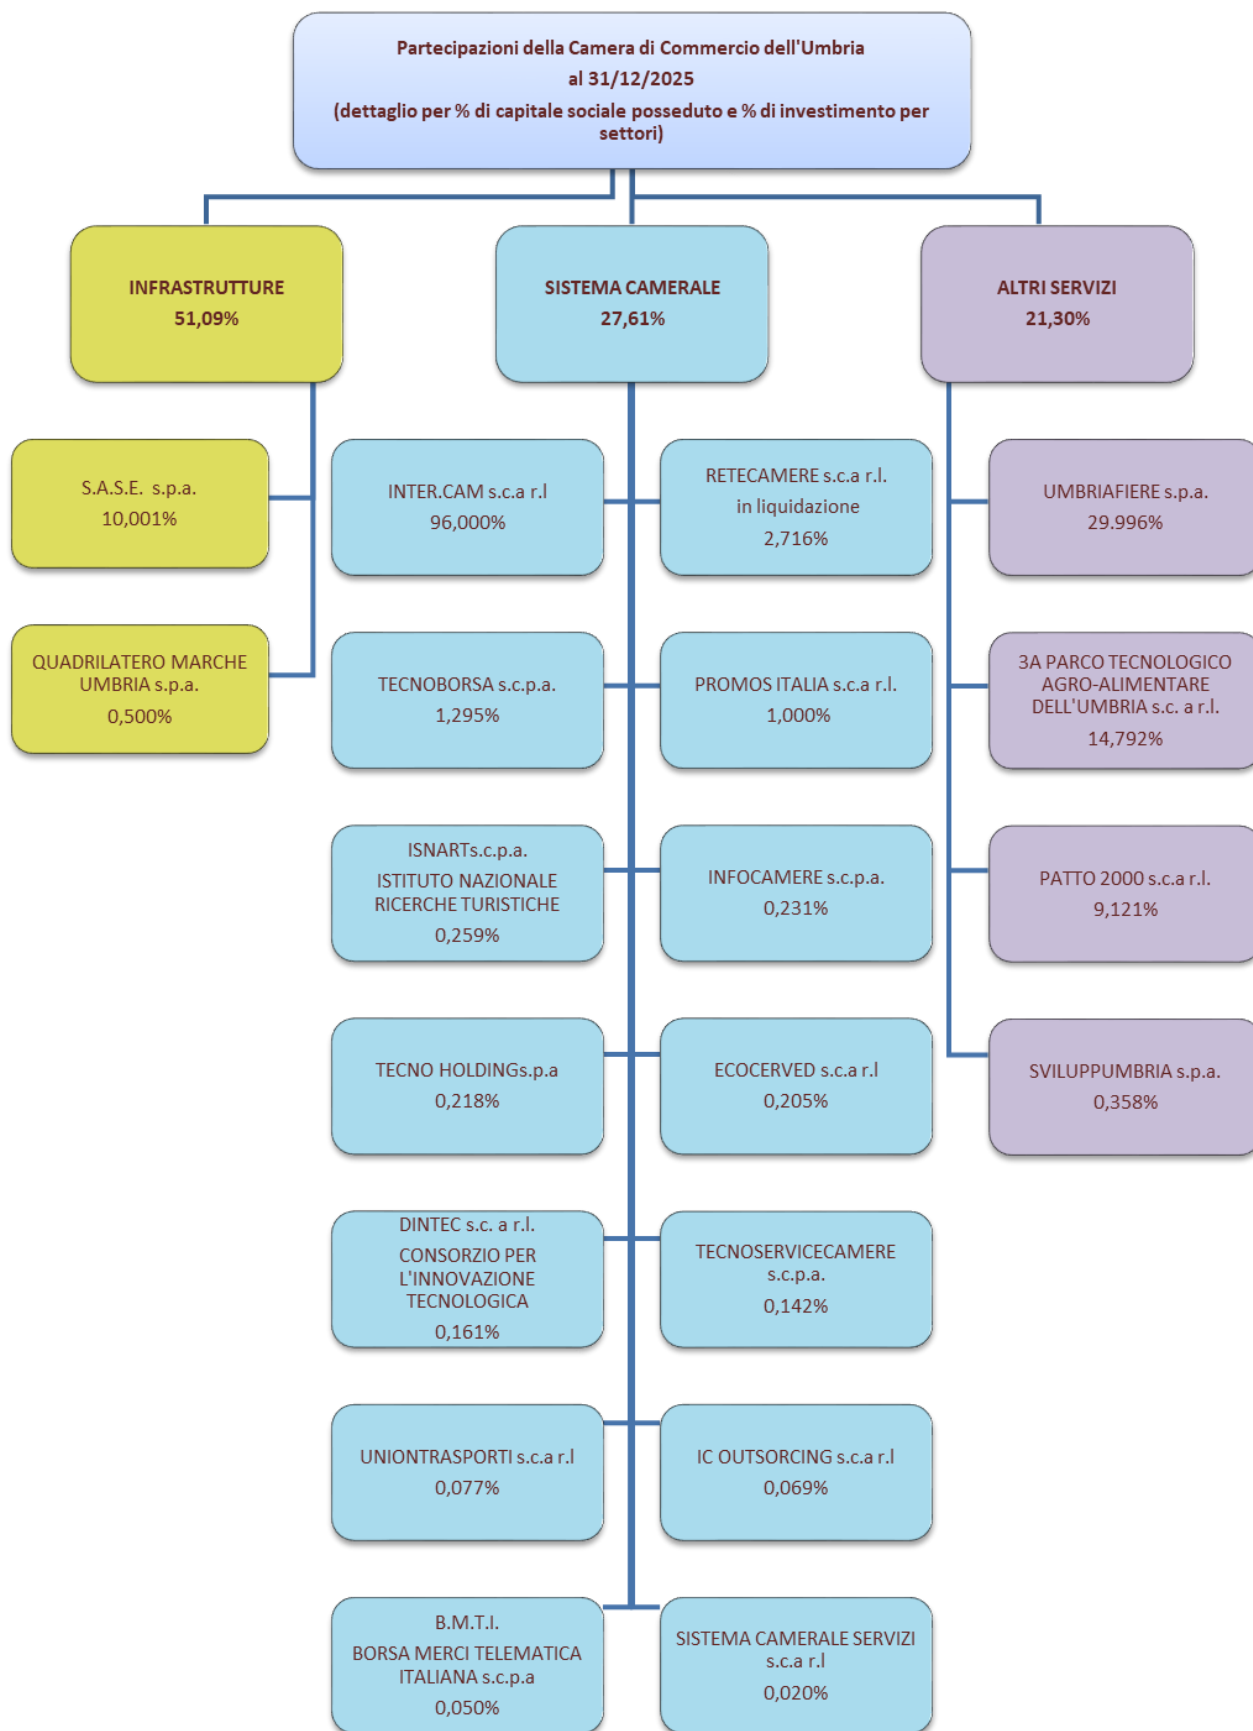 Partecipazioni della Camera di Commercio dell'Umbria
al 31/12/2025
(dettaglio per % di capitale sociale posseduto e % di investimento per
settori)
INFRASTRUTTURE
51,09%
SISTEMA CAMERALE
27,61%
ALTRI SERVIZI
21,30%
S.A.S.E. s.p.a.
10,001%
QUADRILATERO MARCHE
UMBRIA s.p.a.
0,500%
INTER.CAM s.c.a r.l
96,000%
RETECAMERE s.c.a r.l.
in liquidazione
2,716%
TECNOBORSA s.c.p.a.
1,295%
PROMOS ITALIA s.c.a r.l.
1,000%
ISNARTs.c.p.a.
ISTITUTO NAZIONALE
RICERCHE TURISTICHE
0,259%
INFOCAMERE s.c.p.a.
0,231%
TECNO HOLDINGs.p.a
0,218%
ECOCERVED s.c.a r.l
0,205%
DINTEC s.c. a r.l.
CONSORZIO PER
L'INNOVAZIONE
TECNOLOGICA
0,161%
TECNOSERVICECAMERE
s.c.p.a.
0,142%
UNIONTRASPORTI s.c.a r.l
0,077%
IC OUTSORCING s.c.a r.l
0,069%
B.M.T.I.
BORSA MERCI TELEMATICA
ITALIANA s.c.p.a
0,050%
SISTEMA CAMERALE SERVIZI
s.c.a r.l
0,020%
UMBRIAFIERE s.p.a.
29.996%
3A PARCO TECNOLOGICO
AGRO-ALIMENTARE
DELL'UMBRIA s.c. a r.l.
14,792%
PATTO 2000 s.c.a r.l.
9,121%
SVILUPPUMBRIA s.p.a.
0,358%